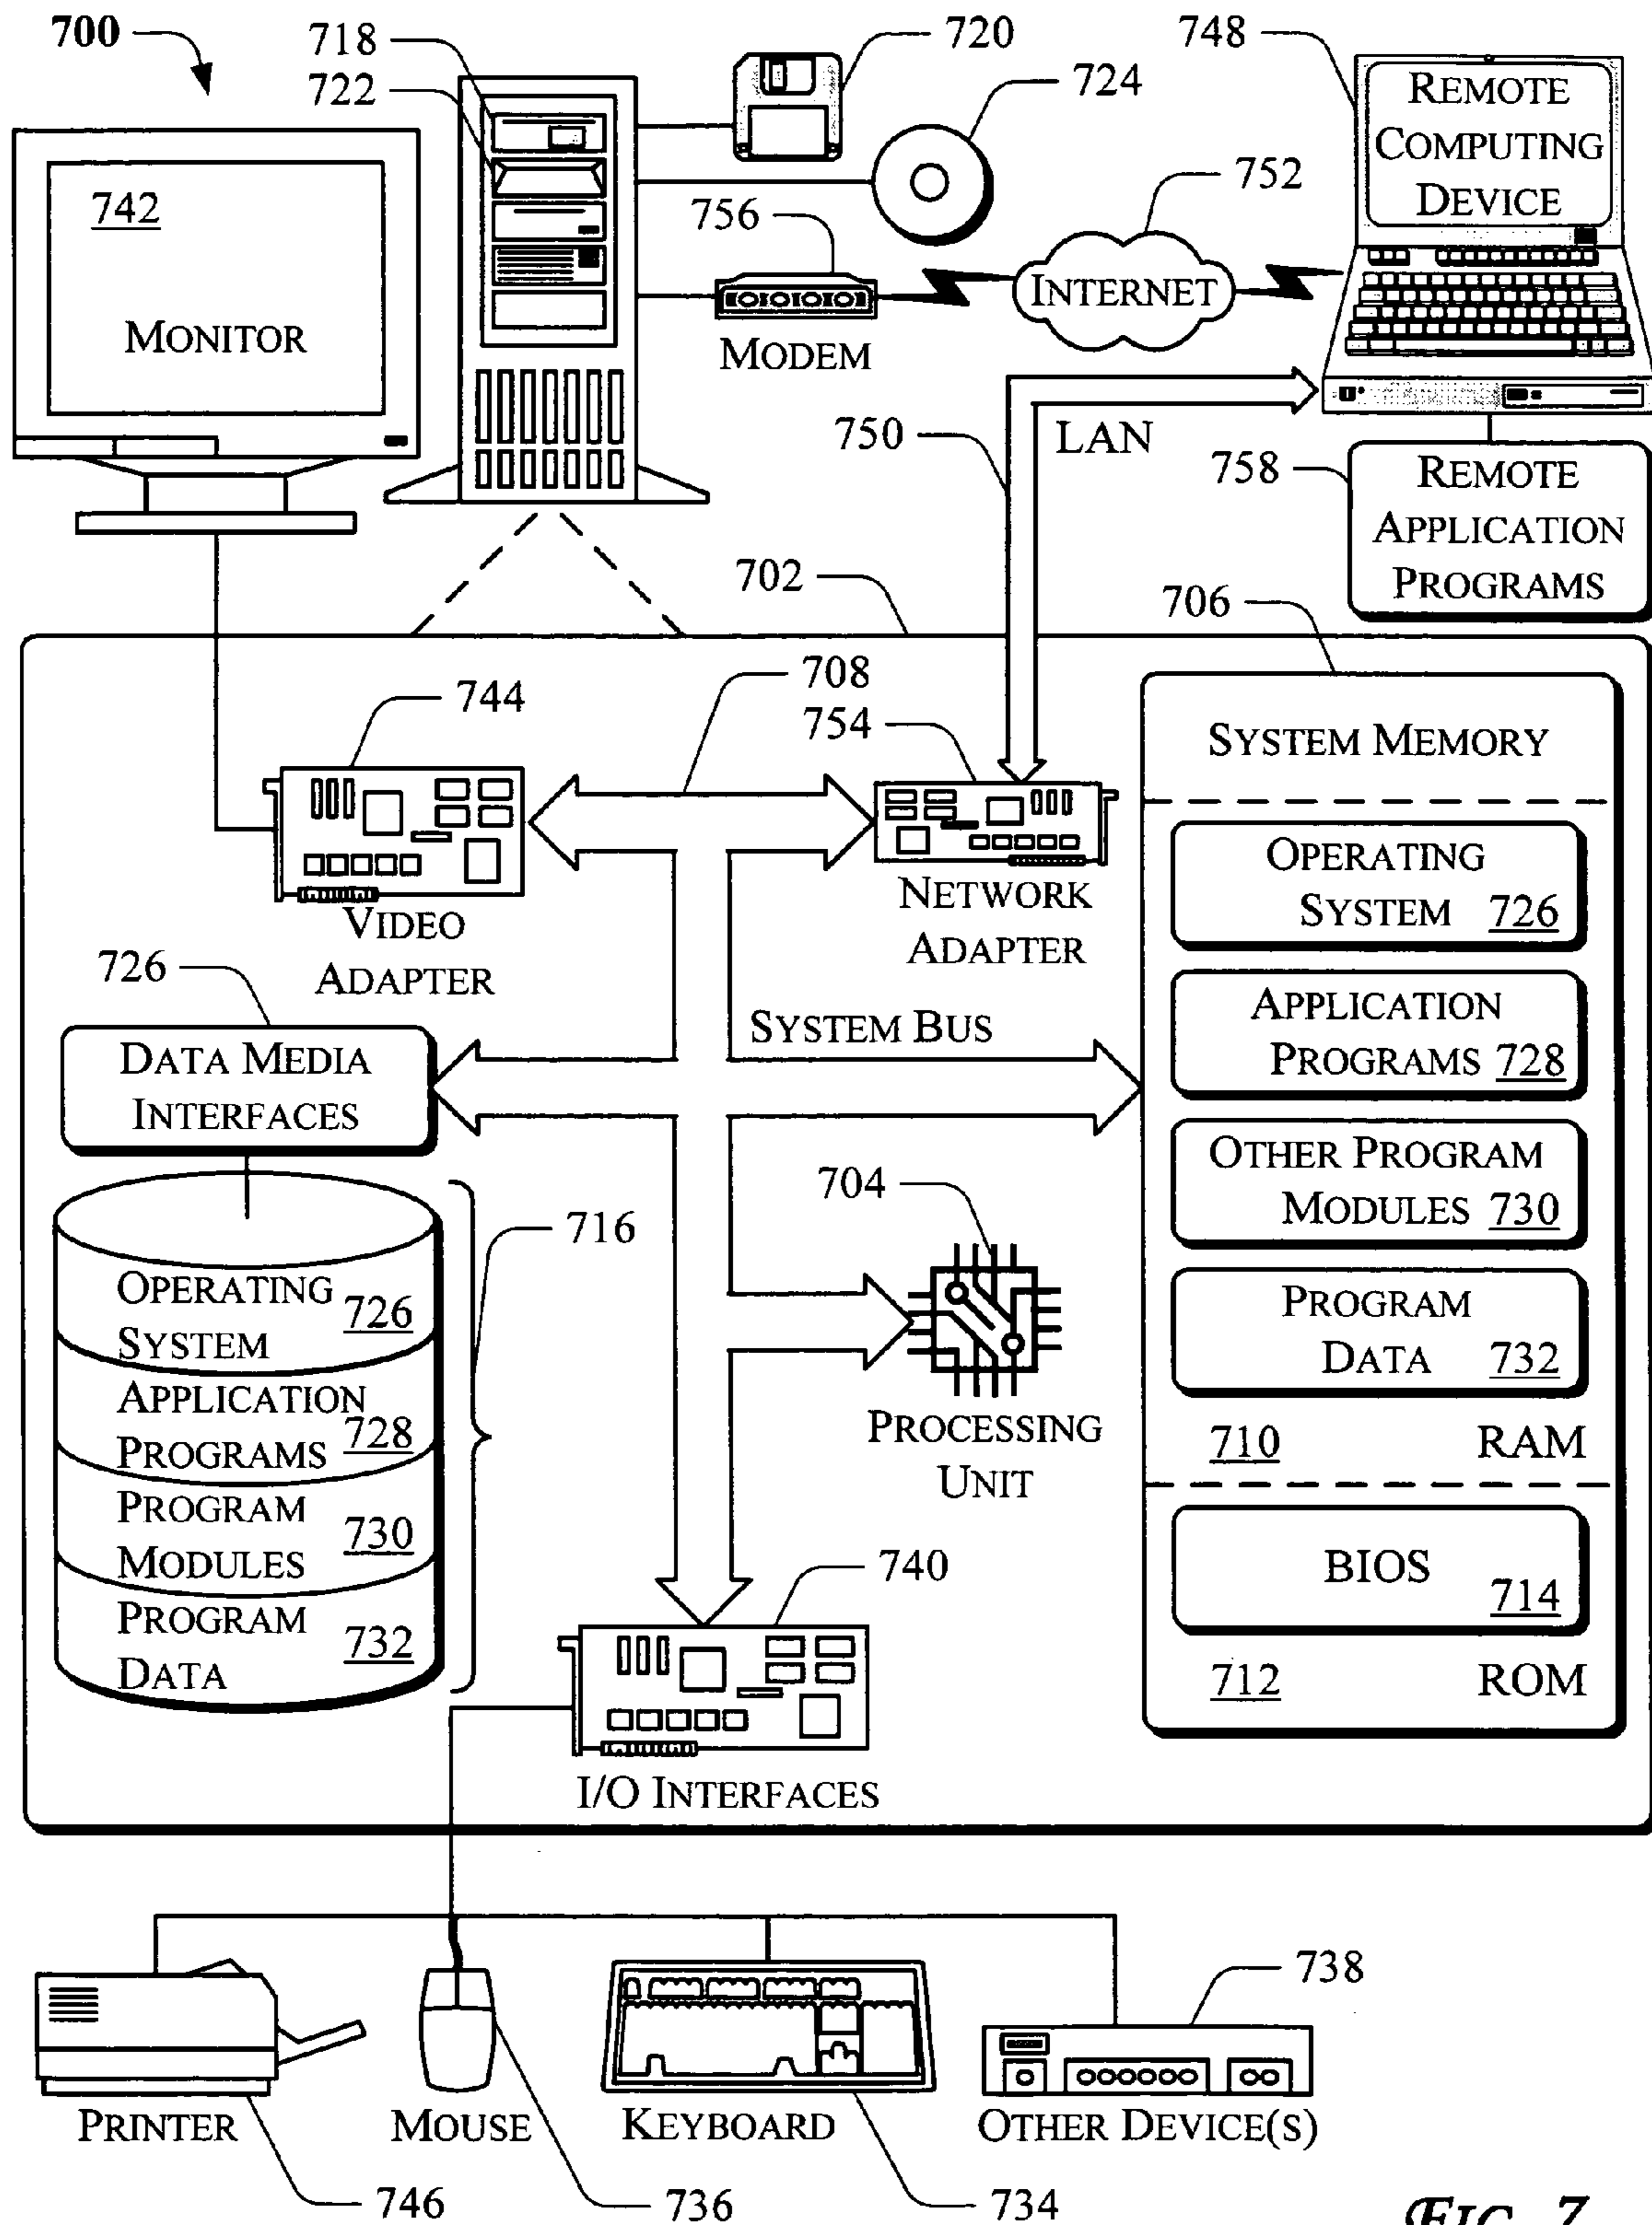 700
718
722
720
724
748
REMOTE
COMPUTING
DEVICE
742
MONITOR
756
MODEM
752
INTERNET
750
LAN
758
REMOTE
APPLICATION
PROGRAMS
702
706
744
708
754
VIDEO
ADAPTER
NETWORK
ADAPTER
SYSTEM MEMORY
OPERATING
SYSTEM 726
APPLICATION
PROGRAMS 728
OTHER PROGRAM
MODULES 730
PROGRAM
DATA 732
710 RAM
BIOS
714
712 ROM
726
DATA MEDIA
INTERFACES
SYSTEM BUS
716
OPERATING
SYSTEM 726
APPLICATION
PROGRAMS 728
PROGRAM
MODULES 730
PROGRAM
DATA 732
704
PROCESSING
UNIT
740
I/O INTERFACES
738
PRINTER
MOUSE
KEYBOARD
OTHER DEVICE(S)
746
736
734
FIG. 7